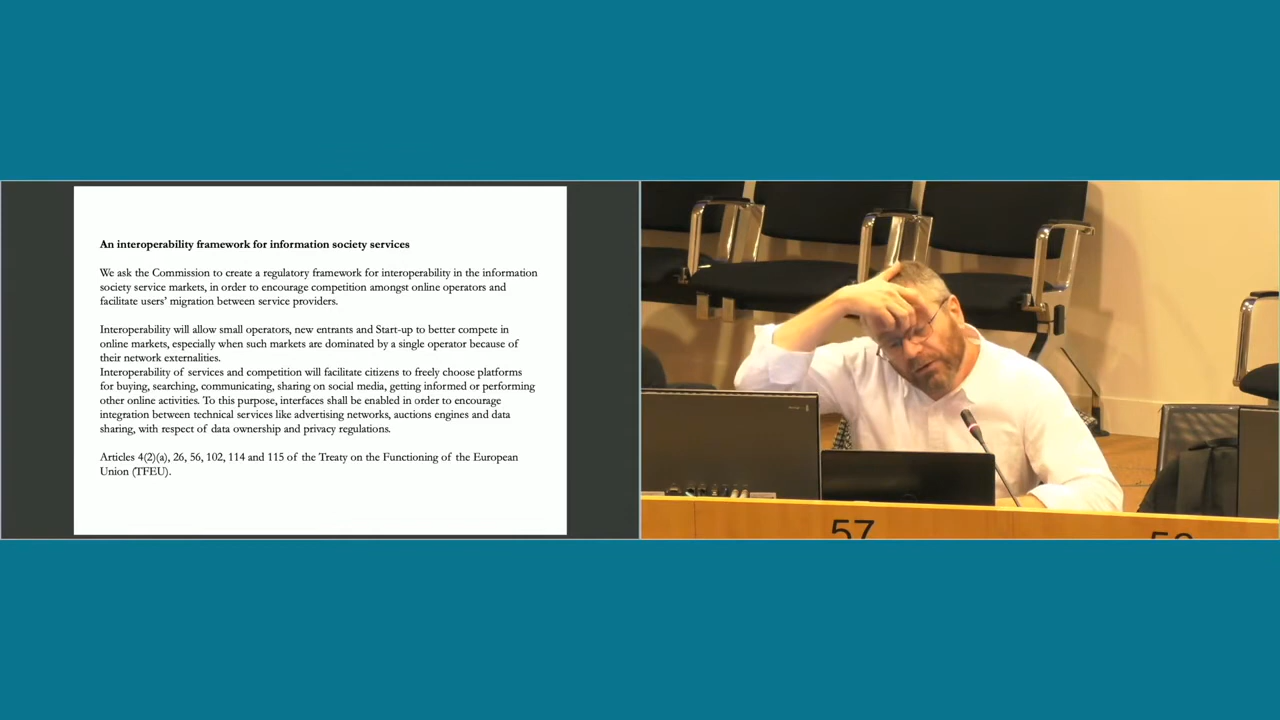 An interoperability framework for information society services
We ask the Commission to create a regulatory framework for interoperability in the information
society service markets, in order to encourage competition amongst online operators and
facilitate users’ migration between service providers.
Interoperability will allow small operators, new entrants and Start-up to better compete in
online markets, especially when such markets are dominated by a single operator because of
their network externalities.
Interoperability of services and competition will facilitate citizens to freely choose platforms
for buying, searching, communicating, sharing on social media, getting informed or performing
other online activities. To this purpose, interfaces shall be enabled in order to encourage
integration between technical services like advertising networks, auctions engines and data
sharing, with respect of data ownership and privacy regulations.
Articles 4(2)(a), 26, 56, 102, 114 and 115 of the Treaty on the Functioning of the European
Union (TFEU).
57